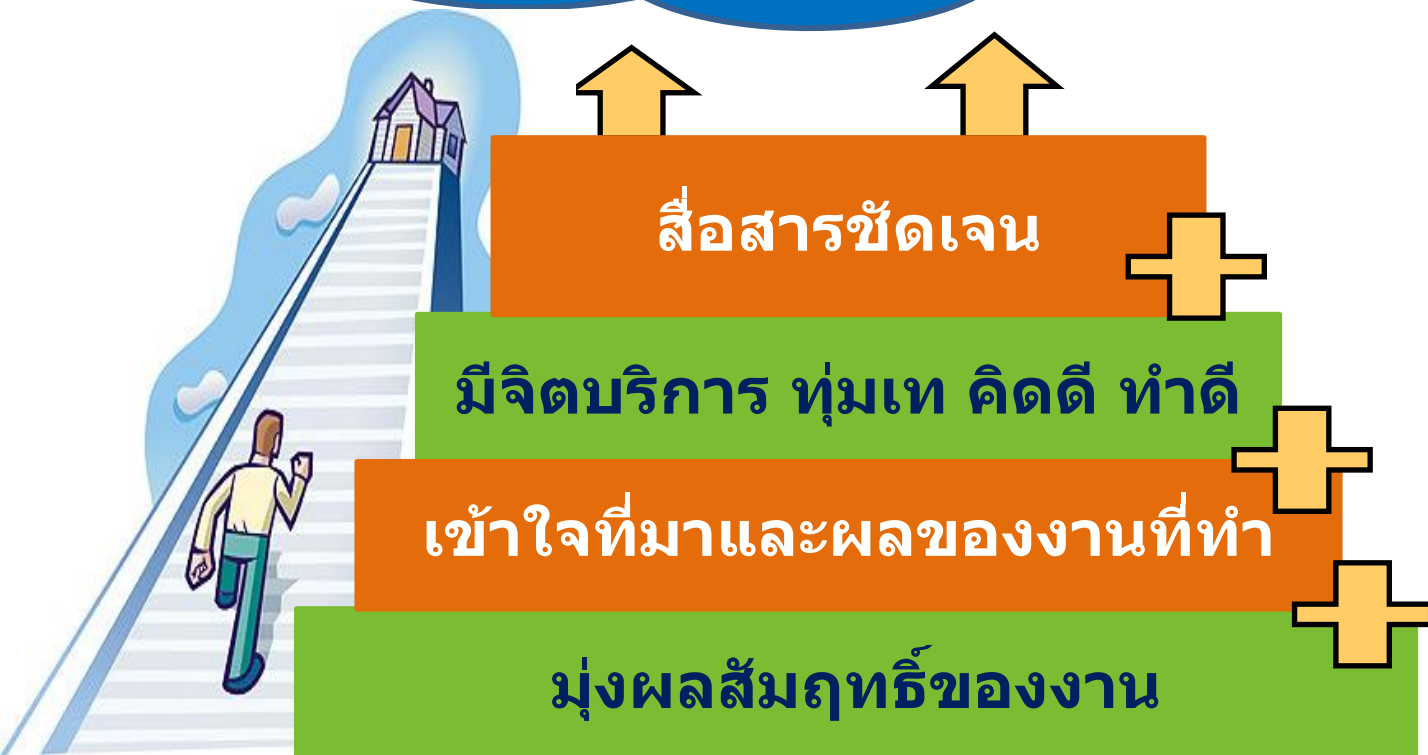 สื่อสารชัดเจน
มีจิตบริการ ทุ่มเท คิดดี ทำดี
เข้าใจที่มาและผลของงานที่ทำ
มุ่งผลสัมฤทธิ์ของงาน